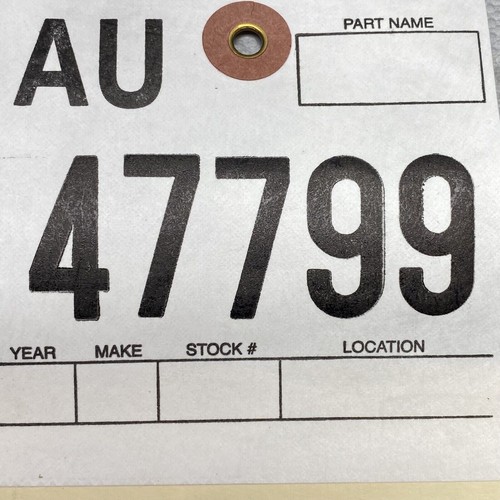 AU PART NAME
47799
YEAR MAKE STOCK # LOCATION